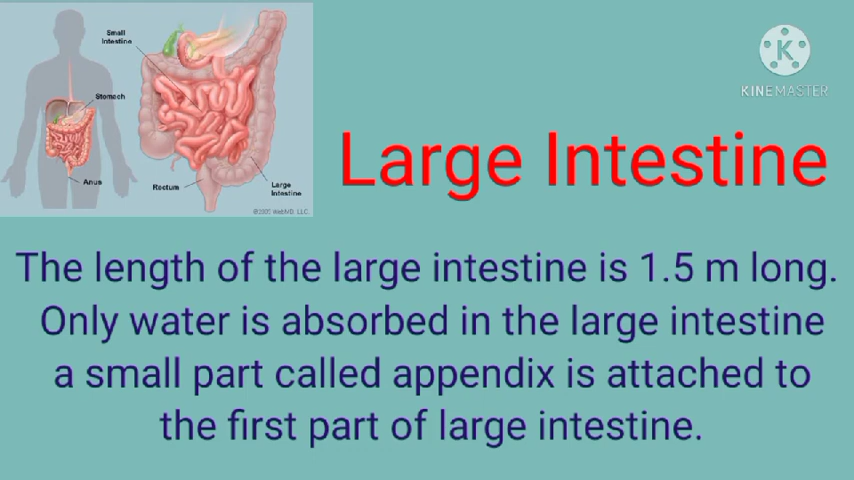 Small
Intestine
Stomach
Anus
Rectum
Large
Intestine
©2007 WebMD, LLC.
KINEMASTER
Large Intestine
The length of the large intestine is 1.5 m long.
Only water is absorbed in the large intestine
a small part called appendix is attached to
the first part of large intestine.